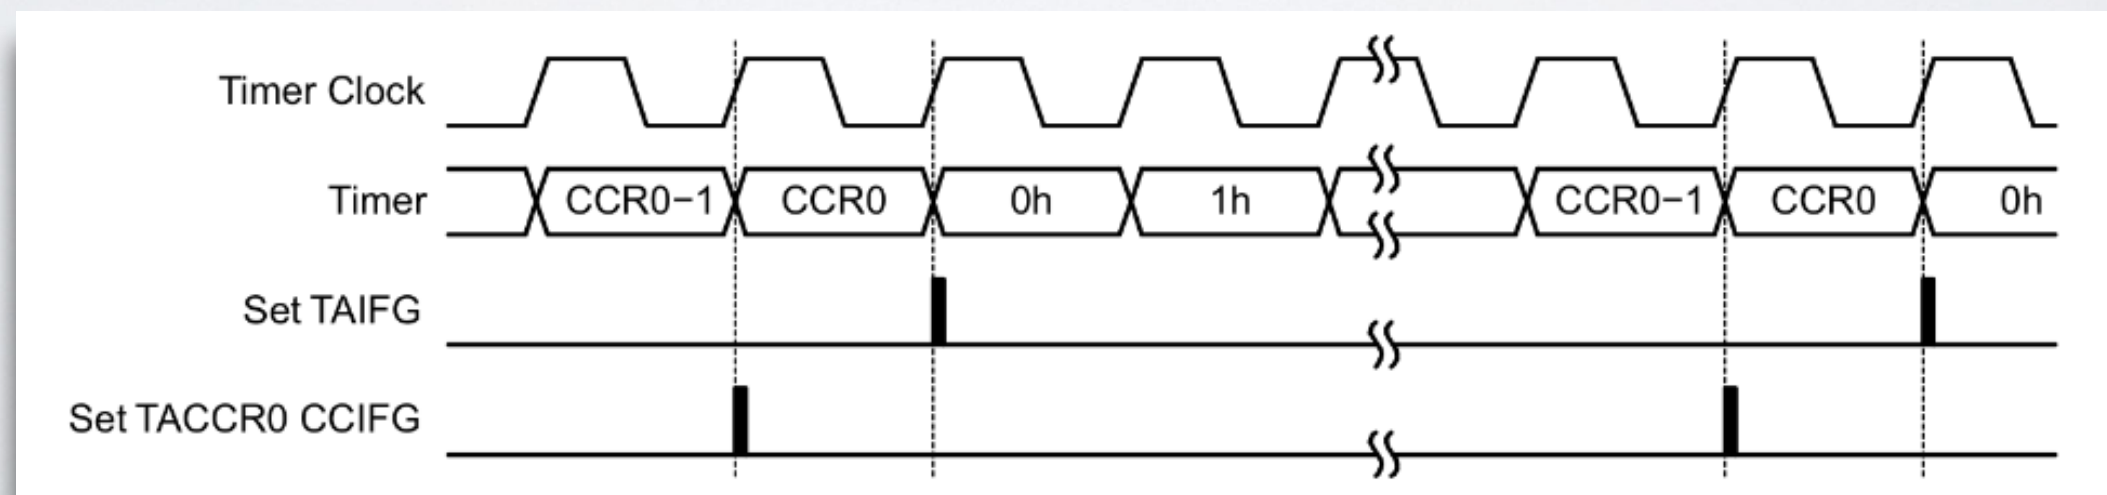 Timer Clock
Timer CCR0−1 CCR0 0h 1h CCR0−1 CCR0 0h
Set TAIFG
Set TACCR0 CCIFG